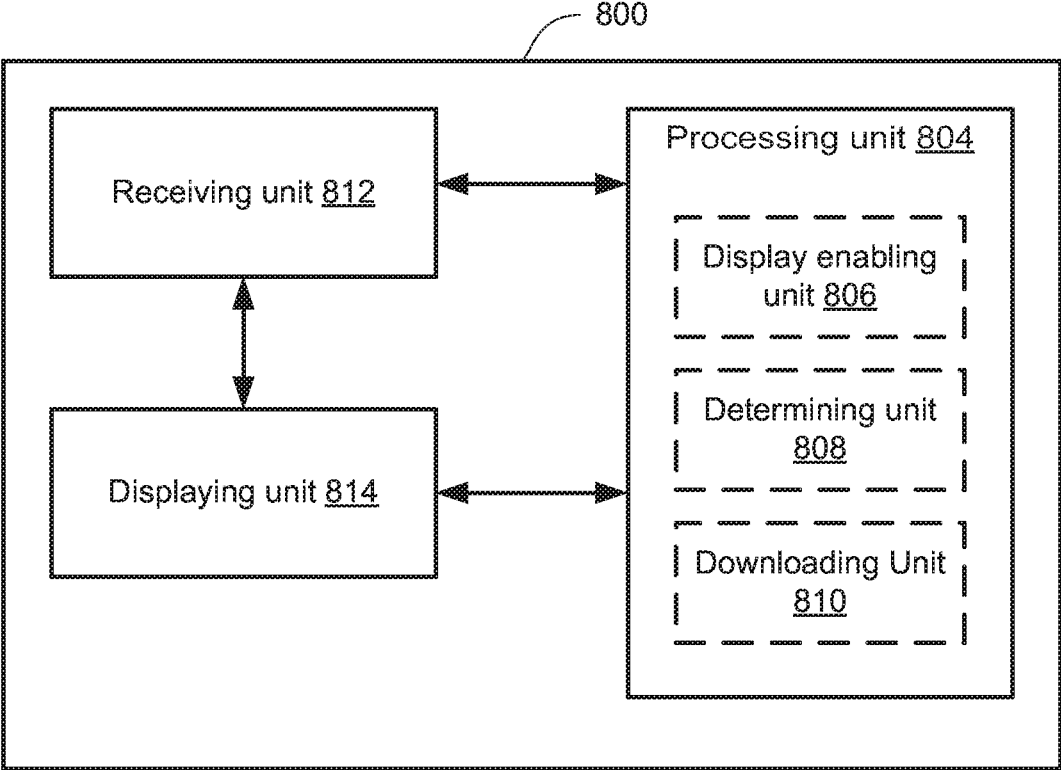 800
Receiving unit 812
Processing unit 804
Display enabling
unit 806
Determining unit
808
Displaying unit 814
Downloading Unit
810